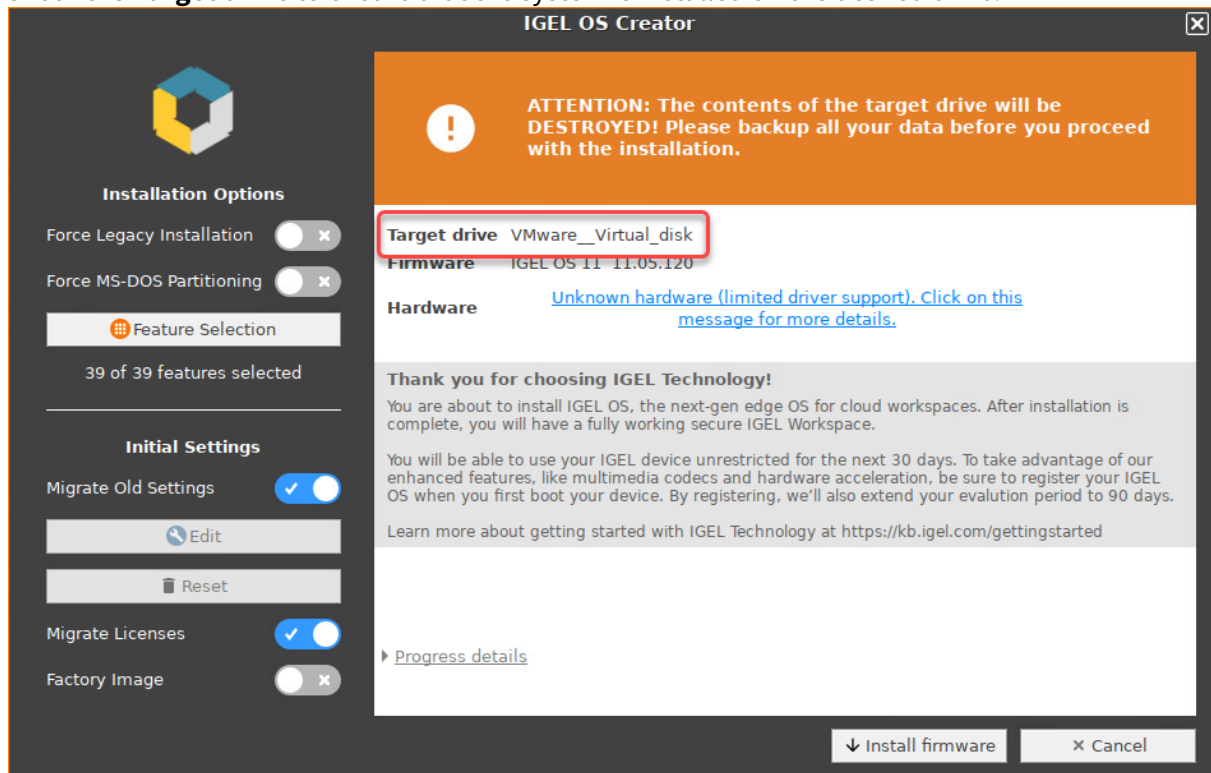 IGEL OS Creator
ATTENTION: The contents of the target drive will be
DESTROYED! Please backup all your data before you proceed
with the installation.
Installation Options
Force Legacy Installation
Force MS-DOS Partitioning
Feature Selection
39 of 39 features selected
Initial Settings
Migrate Old Settings
Edit
Reset
Migrate Licenses
Factory Image
Target drive VMware__Virtual_disk
Firmware IGEL OS 11 11.05.120
Hardware Unknown hardware (limited driver support). Click on this
message for more details.
Thank you for choosing IGEL Technology!
You are about to install IGEL OS, the next-gen edge OS for cloud workspaces. After installation is
complete, you will have a fully working secure IGEL Workspace.
You will be able to use your IGEL device unrestricted for the next 30 days. To take advantage of our
enhanced features, like multimedia codecs and hardware acceleration, be sure to register your IGEL
OS when you first boot your device. By registering, we'll also extend your evalution period to 90 days.
Learn more about getting started with IGEL Technology at https://kb.igel.com/gettingstarted
Progress details
Install firmware
Cancel